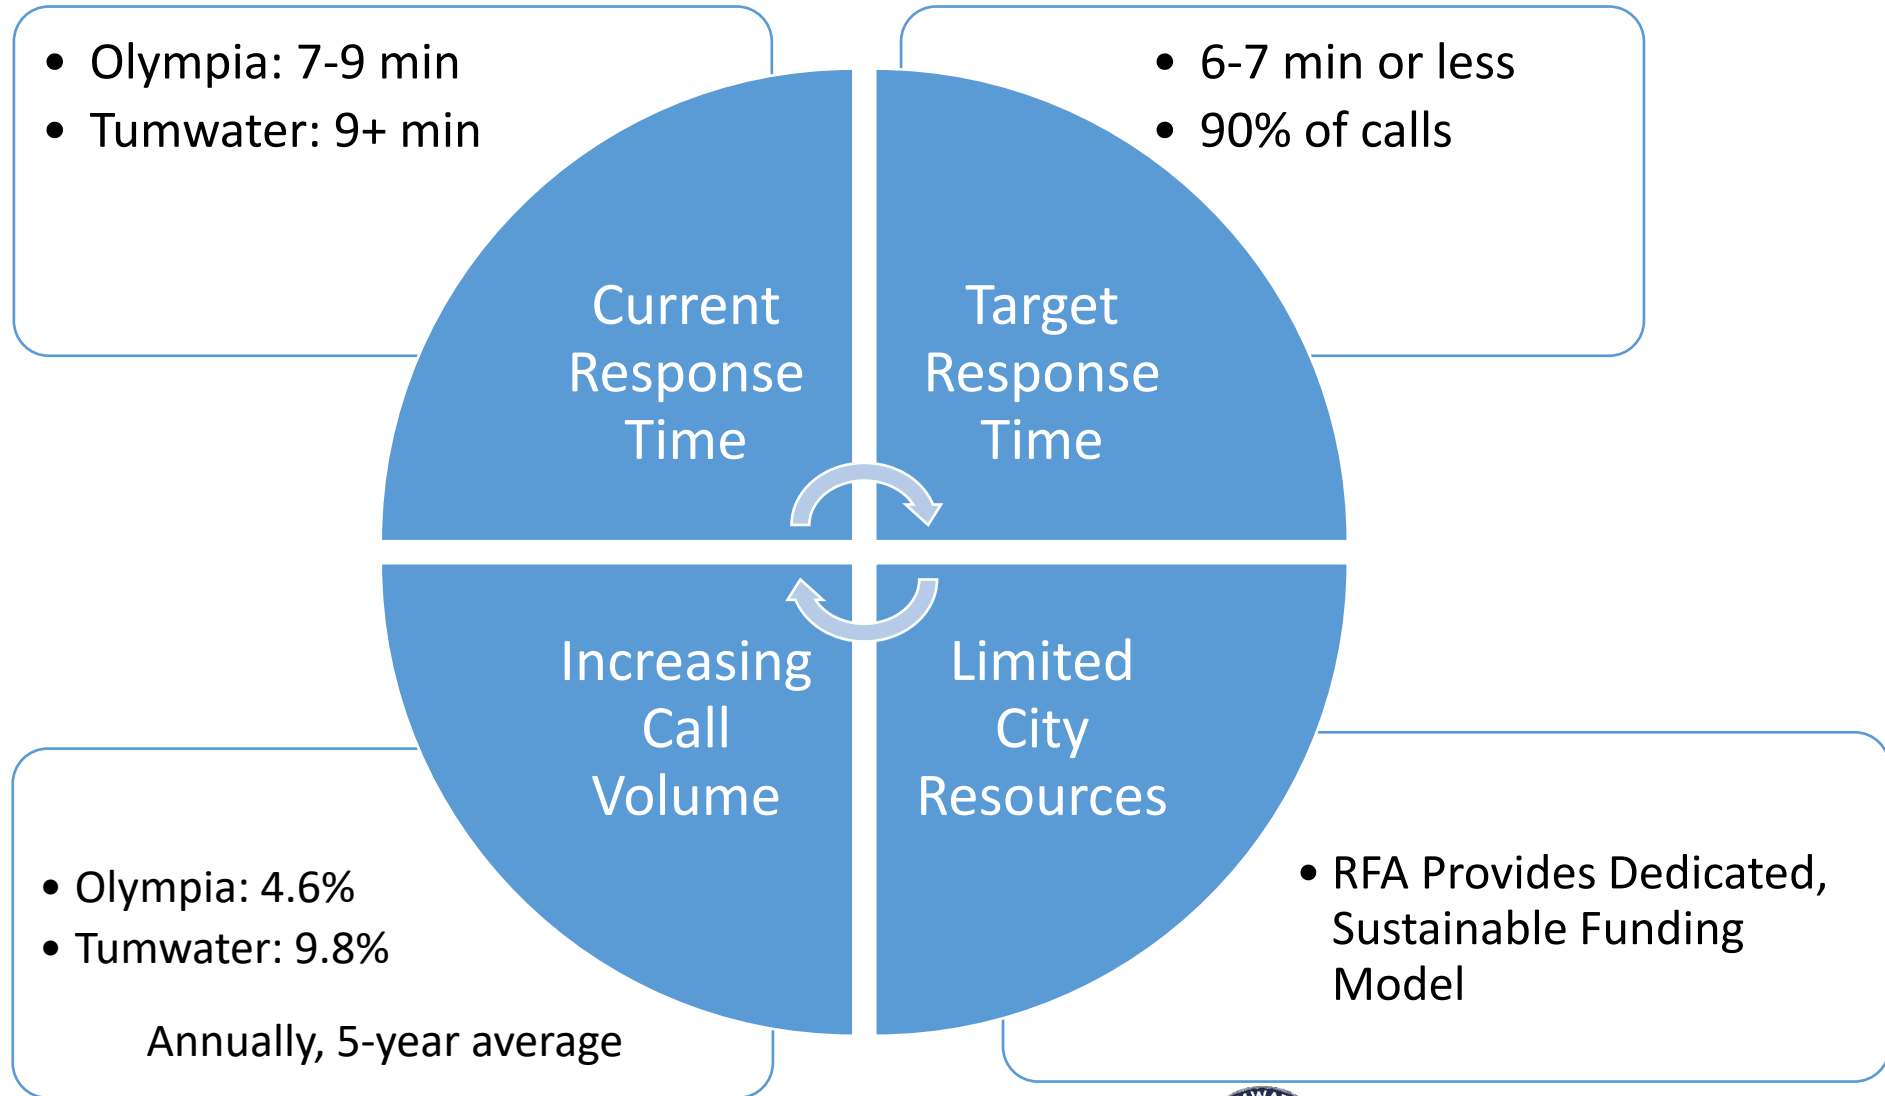 • Olympia: 7-9 min
• Tumwater: 9+ min
• 6-7 min or less
• 90% of calls
Current
Response
Time
Target
Response
Time
Increasing
Call
Volume
Limited
City
Resources
• Olympia: 4.6%
• Tumwater: 9.8%
Annually, 5-year average
• RFA Provides Dedicated,
Sustainable Funding
Model